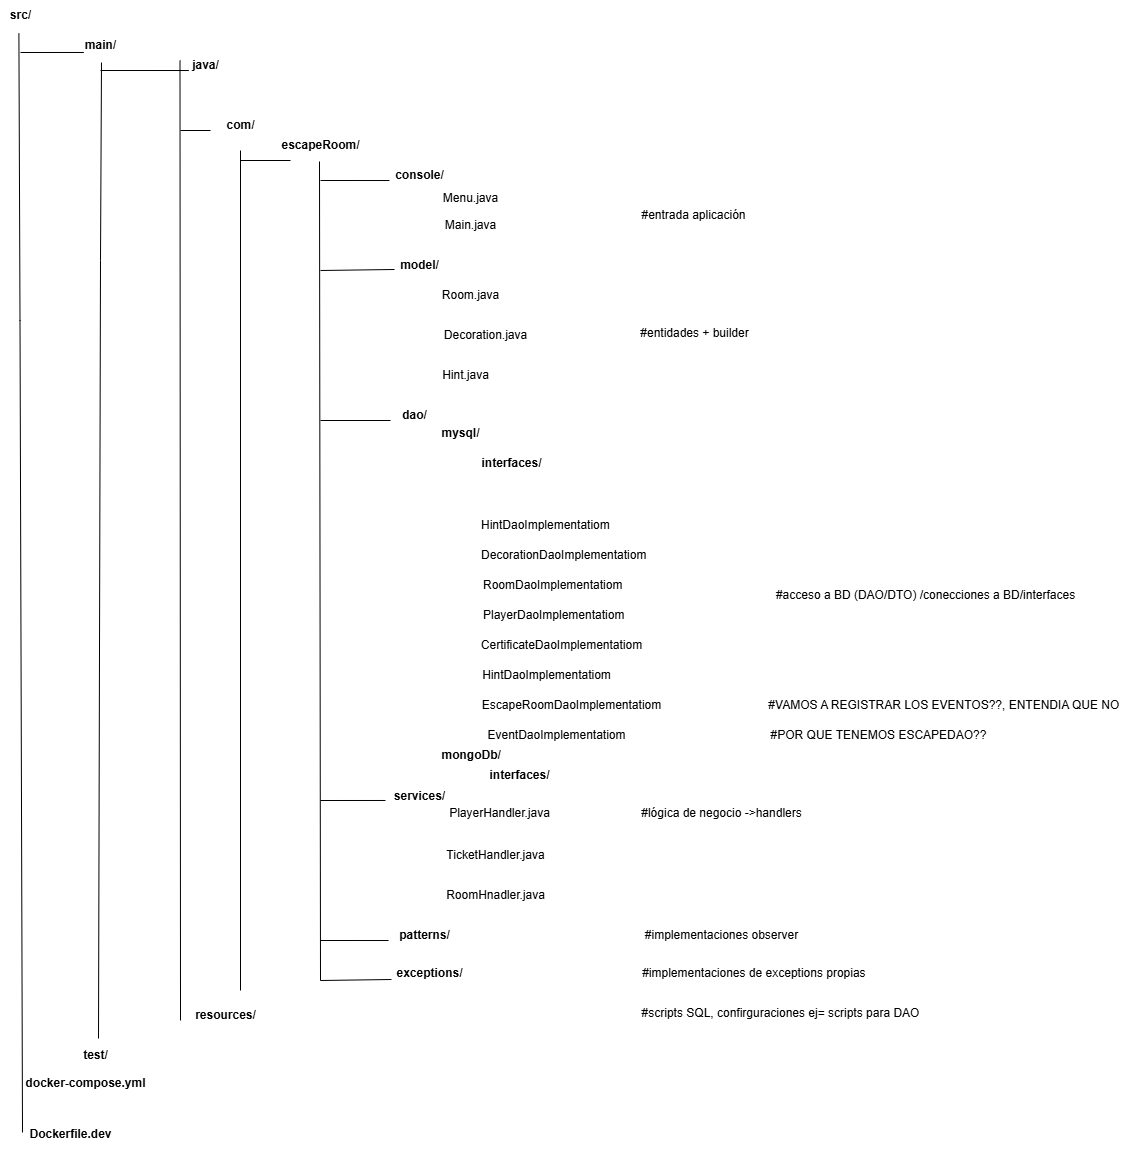 src/
main/
java/
com/
escapeRoom/
console/
Menu.java
#entrada aplicación
Main.java
model/
Room.java
Decoration.java
#entidades + builder
Hint.java
dao/
mysql/
interfaces/
HintDaoImplementatiom
DecorationDaoImplementatiom
RoomDaoImplementatiom
#acceso a BD (DAO/DTO) /conecciones a BD/interfaces
PlayerDaoImplementatiom
CertificateDaoImplementatiom
HintDaoImplementatiom
EscapeRoomDaoImplementatiom
#VAMOS A REGISTRAR LOS EVENTOS??, ENTENDIA QUE NO
EventDaoImplementatiom
#POR QUE TENEMOS ESCAPEDAO??
mongoDb/
interfaces/
services/
PlayerHandler.java
#lógica de negocio ->handlers
TicketHandler.java
RoomHnadler.java
patterns/
#implementaciones observer
exceptions/
#implementaciones de exceptions propias
resources/
#scripts SQL, confirguraciones ej= scripts para DAO
test/
docker-compose.yml
Dockerfile.dev